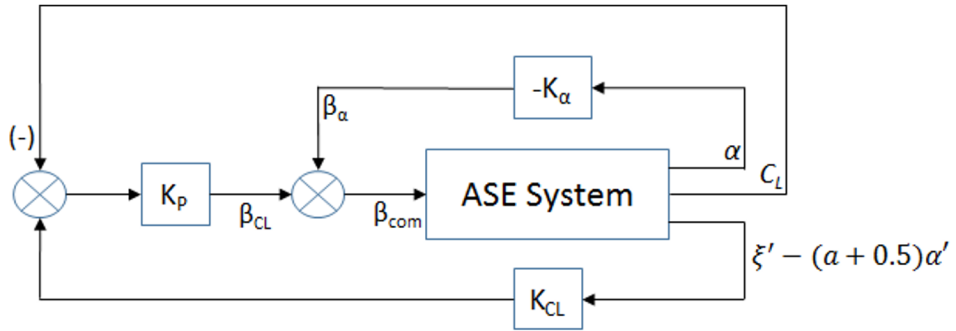 -Kα
βα
(-)
α
CL
KP
ASE System
βCL
βcom
ξ′ − (a + 0.5)α′
KCL